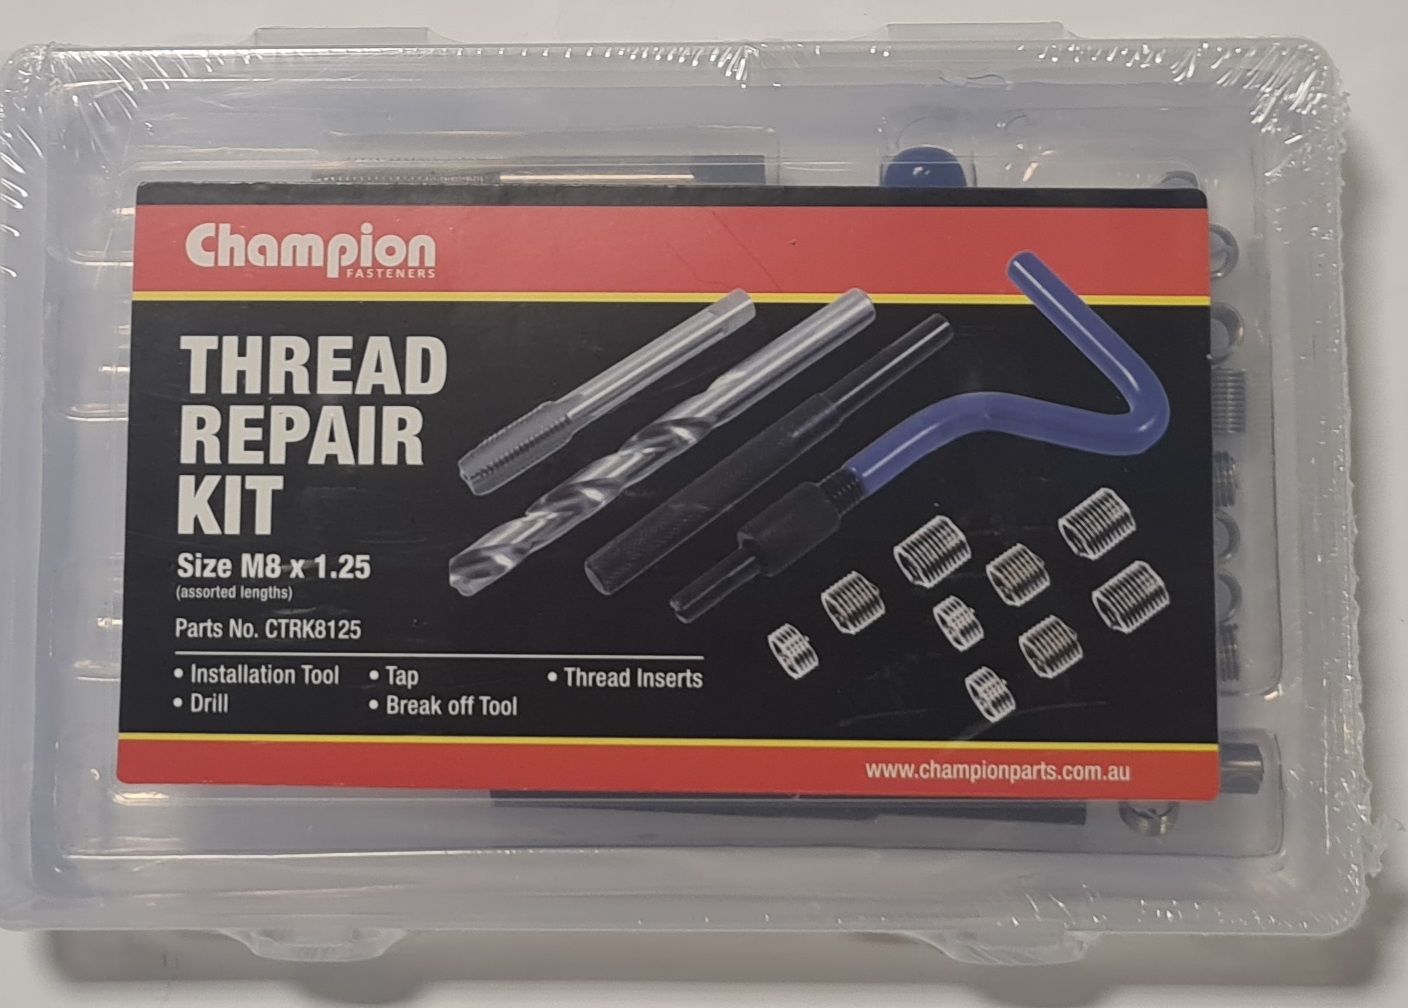 Champion
FASTENERS
THREAD
REPAIR
KIT
Size M8 x 1.25
(assorted lengths)
Parts No. CTRK8125
• Installation Tool • Tap • Thread Inserts
• Drill • Break off Tool
www.championparts.com.au